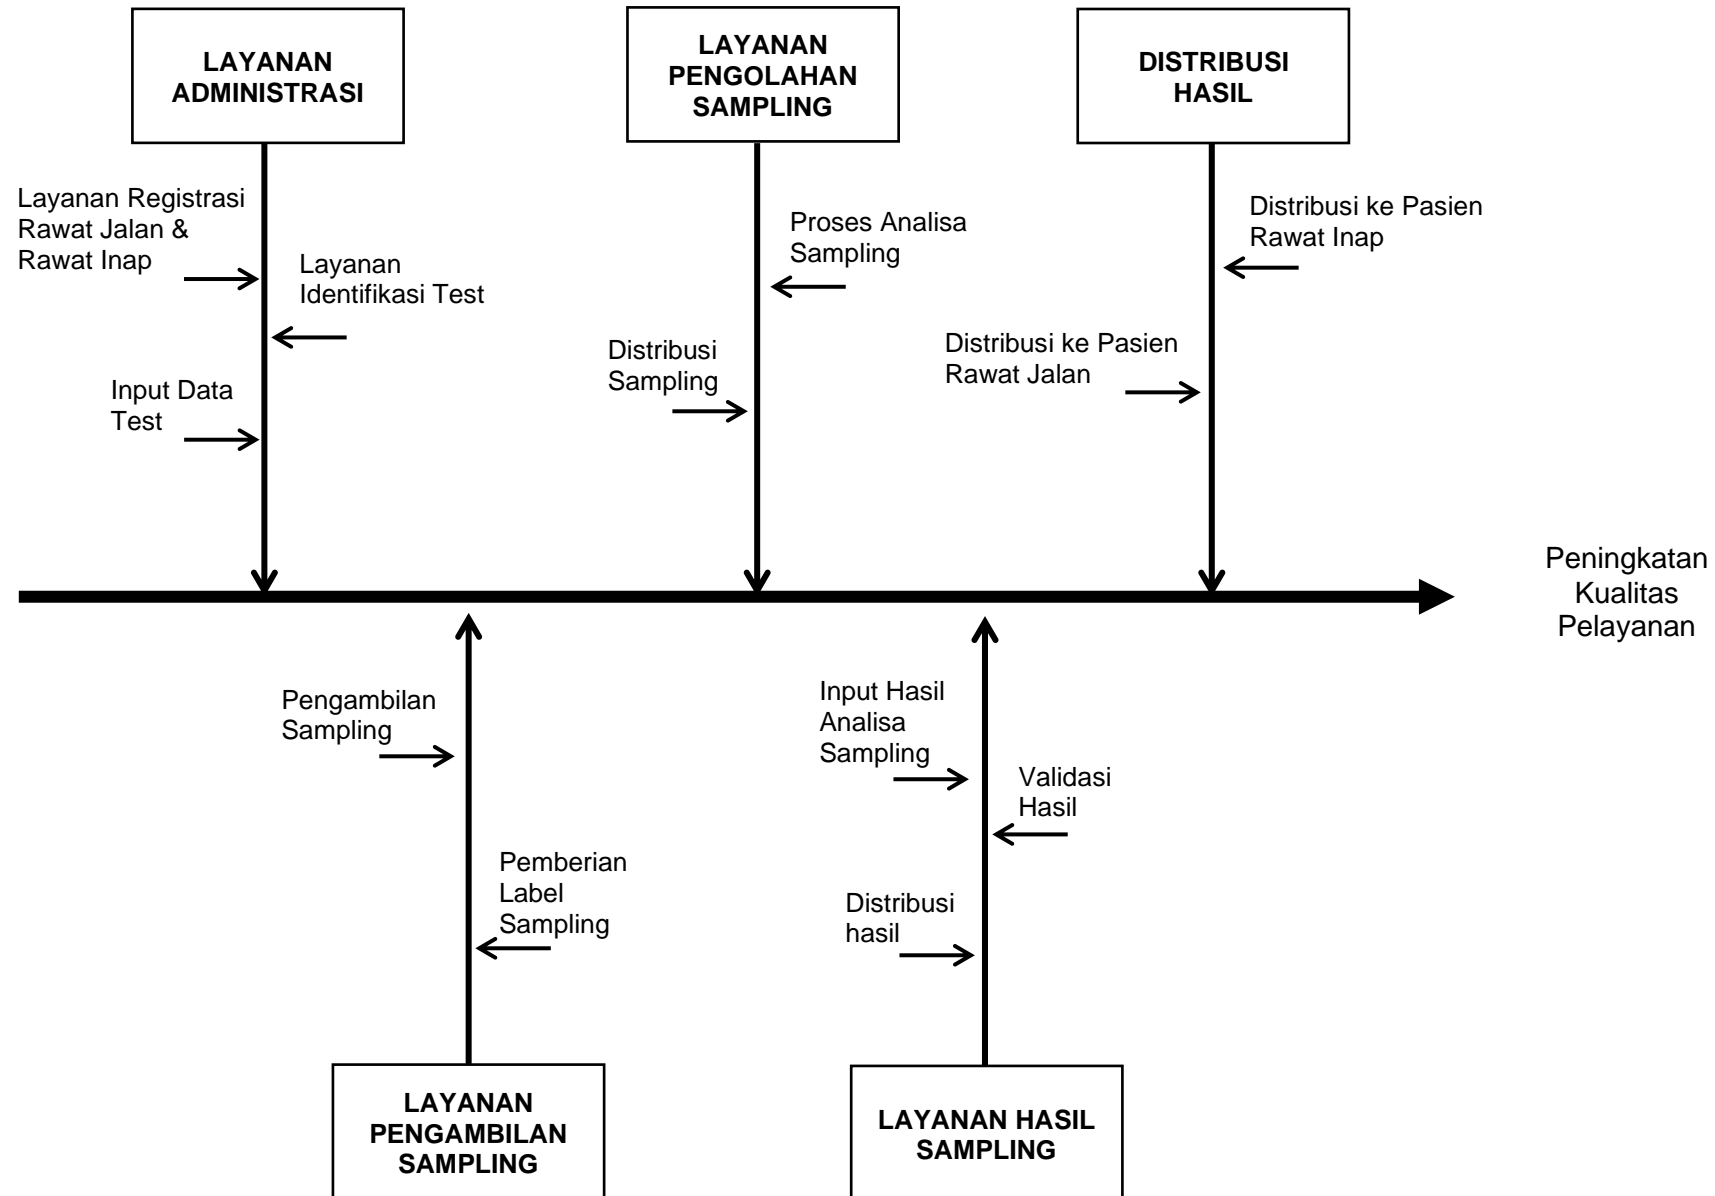 LAYANAN
ADMINISTRASI
LAYANAN
PENGOLAHAN
SAMPLING
DISTRIBUSI
HASIL
Layanan Registrasi
Rawat Jalan &
Rawat Inap
Layanan
Identifikasi Test
Input Data
Test
Proses Analisa
Sampling
Distribusi
Sampling
Distribusi ke Pasien
Rawat Inap
Distribusi ke Pasien
Rawat Jalan
Peningkatan
Kualitas
Pelayanan
Pengambilan
Sampling
Pemberian
Label
Sampling
Input Hasil
Analisa
Sampling
Validasi
Hasil
Distribusi
hasil
LAYANAN
PENGAMBILAN
SAMPLING
LAYANAN HASIL
SAMPLING